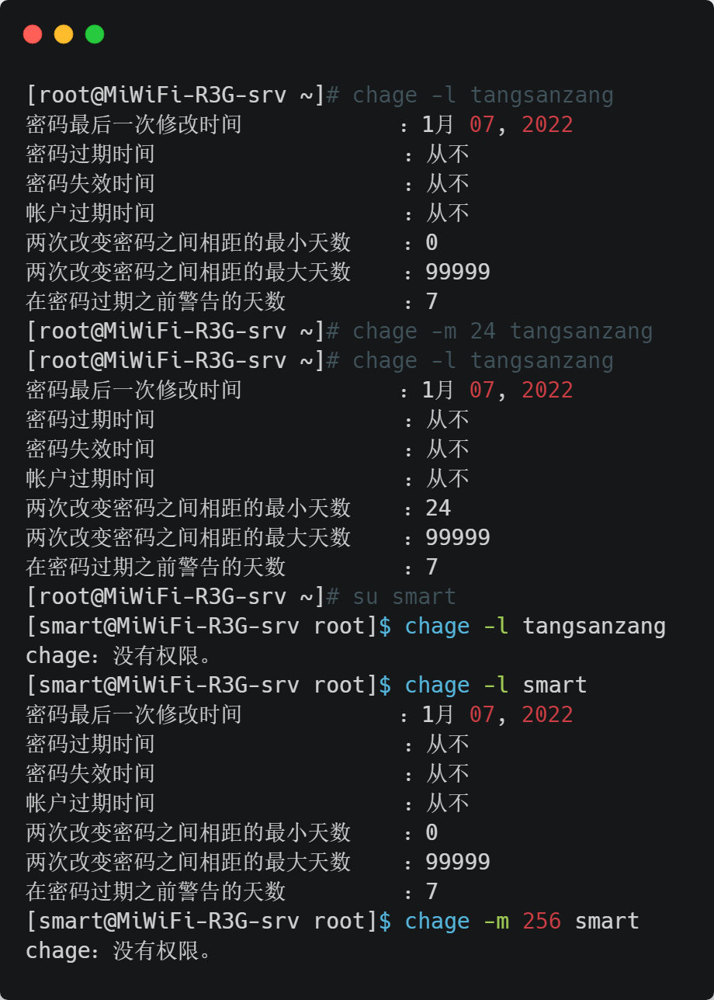 [root@MiWiFi-R3G-srv ~]# chage -l tangsanzang
密码最后一次修改时间            ：1月 07, 2022
密码过期时间                   ：从不
密码失效时间                   ：从不
帐户过期时间                   ：从不
两次改变密码之间相距的最小天数    ：0
两次改变密码之间相距的最大天数    ：99999
在密码过期之前警告的天数         ：7
[root@MiWiFi-R3G-srv ~]# chage -m 24 tangsanzang
[root@MiWiFi-R3G-srv ~]# chage -l tangsanzang
密码最后一次修改时间            ：1月 07, 2022
密码过期时间                   ：从不
密码失效时间                   ：从不
帐户过期时间                   ：从不
两次改变密码之间相距的最小天数    ：24
两次改变密码之间相距的最大天数    ：99999
在密码过期之前警告的天数         ：7
[root@MiWiFi-R3G-srv ~]# su smart
[smart@MiWiFi-R3G-srv root]$ chage -l tangsanzang
chage：没有权限。
[smart@MiWiFi-R3G-srv root]$ chage -l smart
密码最后一次修改时间            ：1月 07, 2022
密码过期时间                   ：从不
密码失效时间                   ：从不
帐户过期时间                   ：从不
两次改变密码之间相距的最小天数    ：0
两次改变密码之间相距的最大天数    ：99999
在密码过期之前警告的天数         ：7
[smart@MiWiFi-R3G-srv root]$ chage -m 256 smart
chage：没有权限。